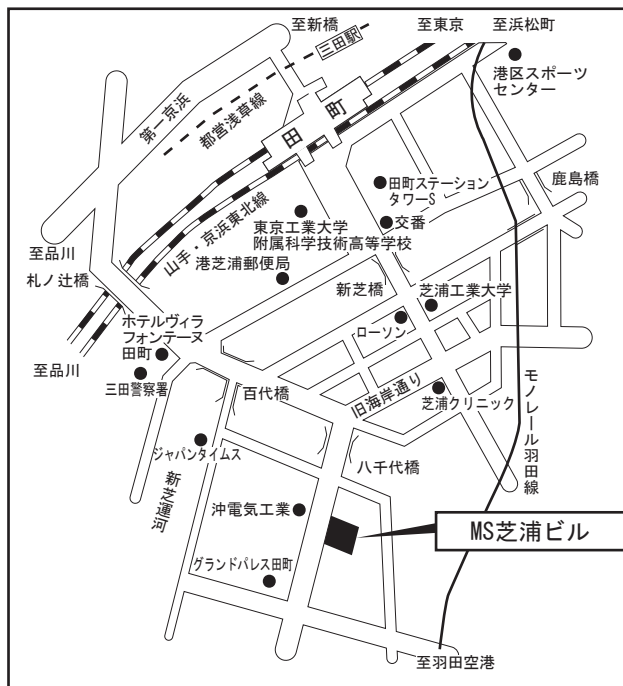 至新橋
三田駅
至東京
至浜松町
港区スポーツ
センター
第一京浜
都営浅草線
田町
山手・京浜東北線
田町ステーション
タワーS
鹿島橋
東京工業大学
附属科学技術高等学校
交番
至品川
札ノ辻橋
港芝浦郵便局
新芝橋
芝浦工業大学
ローソン
ホテルヴィラ
フォンテーヌ
田町
至品川
三田警察署
百代橋
旧海岸通り
芝浦クリニック
モノレール羽田線
ジャパンタイムス
新芝運河
八千代橋
沖電気工業
MS芝浦ビル
グランドパレス田町
至羽田空港